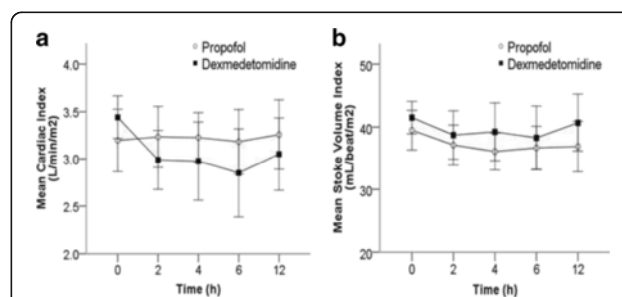 a
Propofol
Dexmedetomidine
4.0
3.5
3.0
2.5
2.0
Mean Cardiac Index
(L/min/m2)
0 2 4 6 12
Time (h)
b
Propofol
Dexmedetomidine
50
40
30
20
Mean Stoke Volume Index
(mL/beat/m2)
0 2 4 6 12
Time (h)